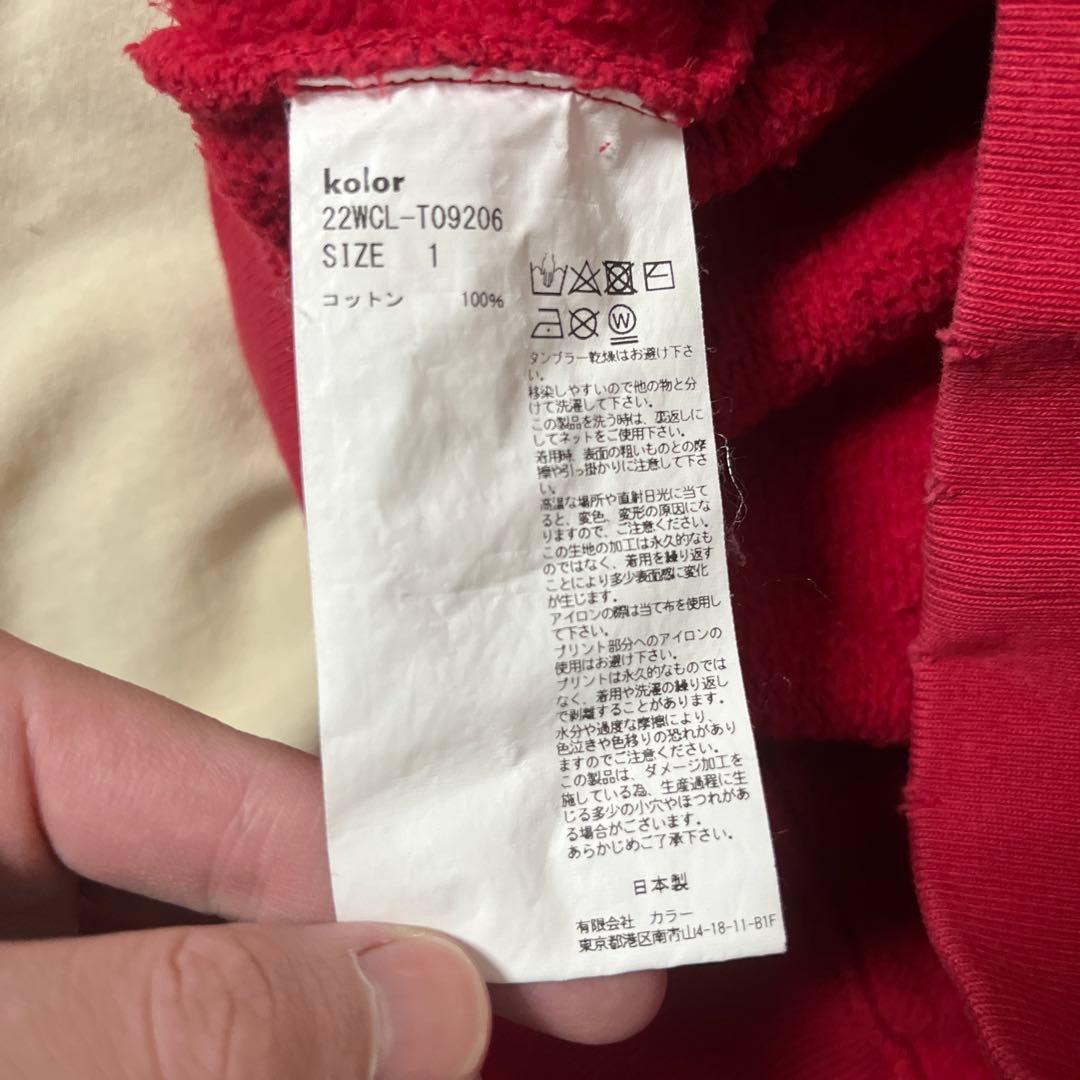 kolor
22WCL-T09206
SIZE 1
コットン 100%
W
タンブラー乾燥はお避け下さ
い。
移染しやすいので他の物と分
けて洗濯して下さい。
この製品を洗う時は、裏返しに
してネットをご使用下さい。
着用時、表面の粗いものとの摩
擦や引っ掛かりに注意して下さ
い。
高温な場所や直射日光に当て
ると、変色、変形の原因にな
りますので、ご注意ください。
この生地の加工は永久的なも
のではなく、着用を繰り返す
ことにより多少表面感に変化
が生じます。
アイロンの際は当て布を使用し
て下さい。
プリント部分へのアイロンの
使用はお避け下さい。
プリントは永久的なものでは
なく、着用や洗濯の繰り返し
で剥離することがあります。
水分や過度な摩擦により、
色泣きや色移りの恐れがあり
ますのでご注意ください。
この製品は、ダメージ加工を
施している為、生産過程に生
じる多少の小穴やほつれがあ
る場合がございます。
あらかじめご了承下さい。
日本製
有限会社 カラー
東京都港区南青山4-18-11-B1F